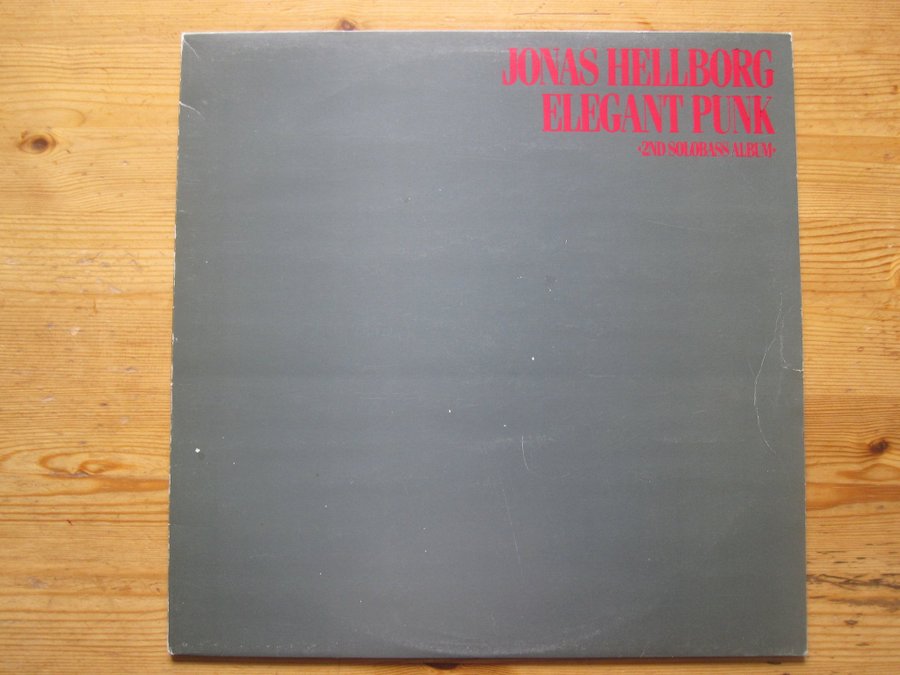 JONAS HELLBORG
ELEGANT PUNK
‹2ND SOLOBASS ALBUM›